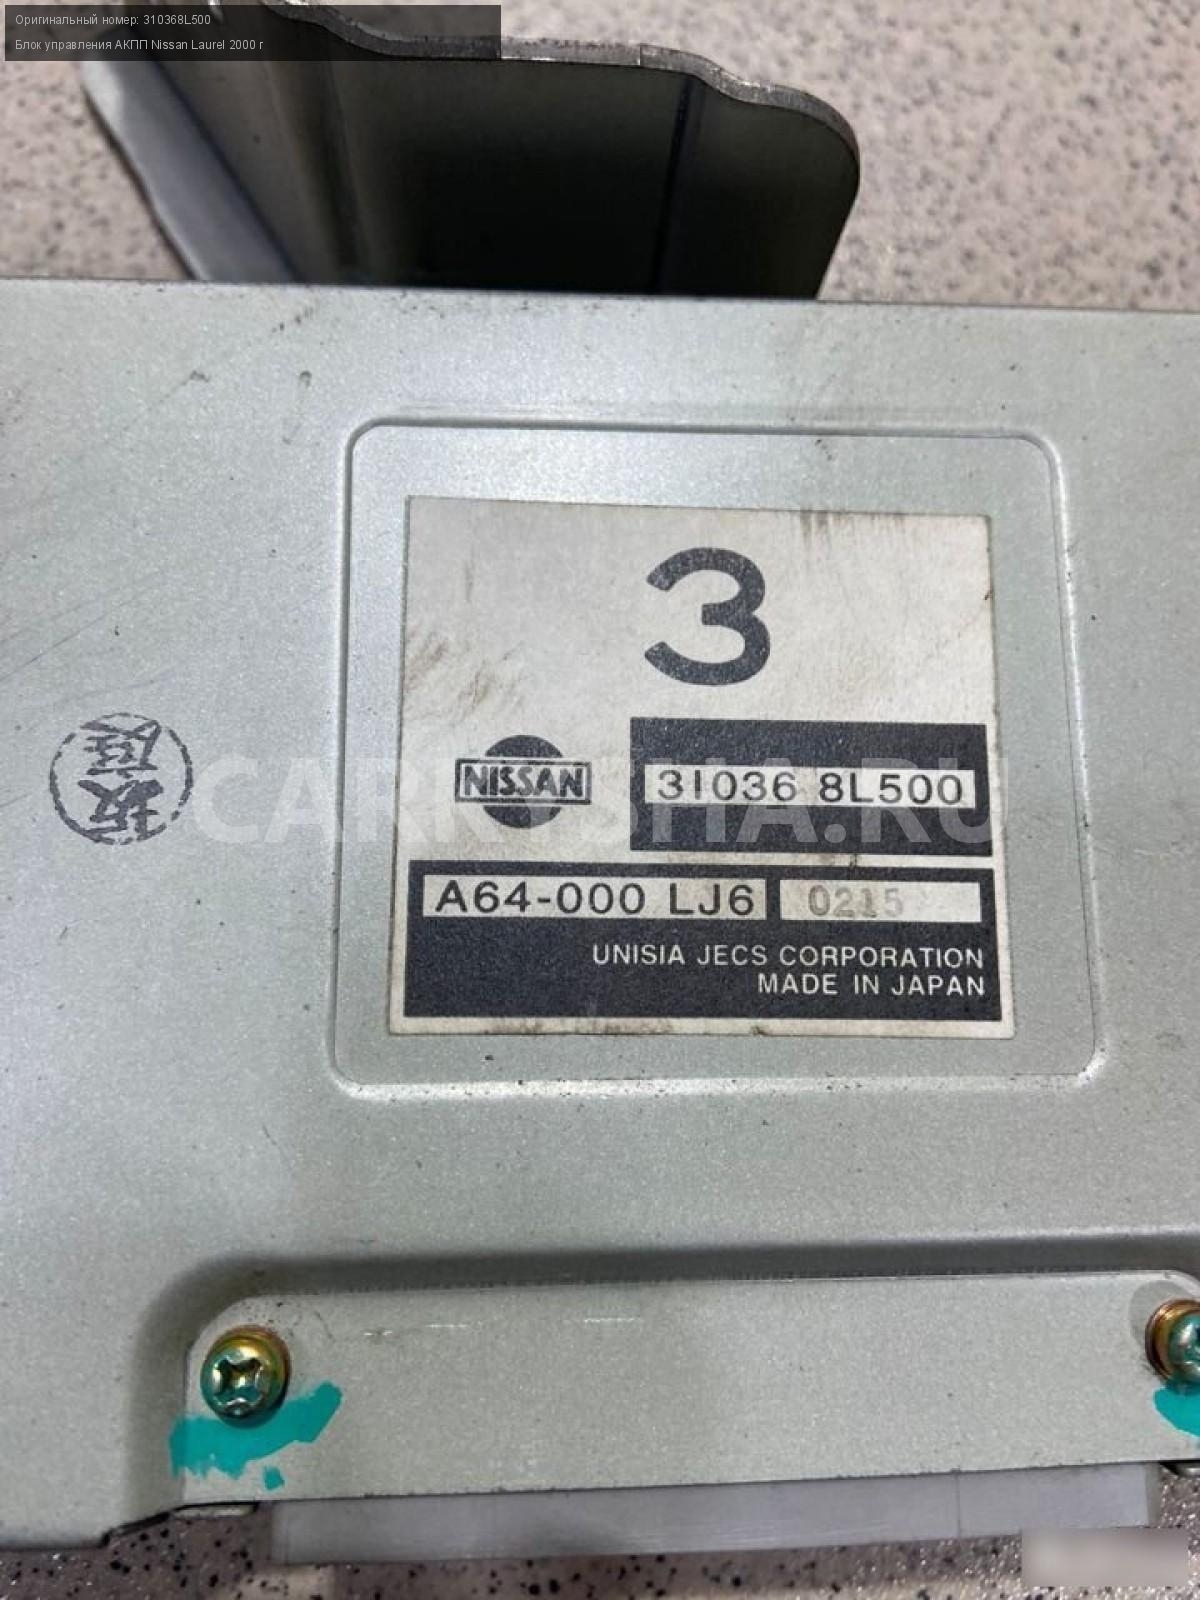 Оригинальный номер: 310368L500
Блок управления АКПП Nissan Laurel 2000 г
3
NISSAN
31036 8L500
CARKYSHA.RU
A64-000 LJ6
0215
UNISIA JECS CORPORATION
MADE IN JAPAN